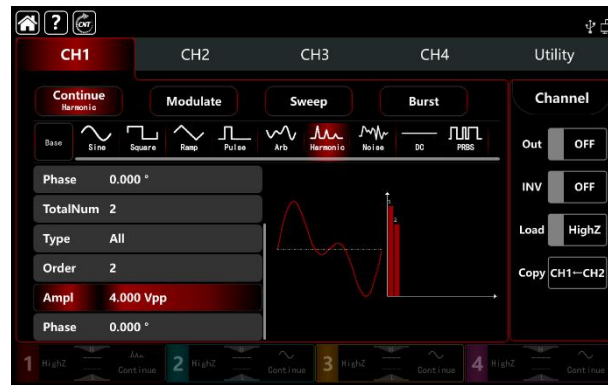 ? CNT
CH1 CH2 CH3 CH4 Utility
Continue Modulate Sweep Burst Channel
Harmonic
Base Sine Square Ramp Pulse Arb Harmonic Noise DC PRBS
Out OFF
Phase 0.000 °
INV OFF
TotalNum 2
Type All
Load HighZ
Order 2
Copy CH1←CH2
Ampl 4.000 Vpp
Phase 0.000 °
1 2
1 HighZ Continue 2 HighZ Continue 3 HighZ Continue 4 HighZ Continue